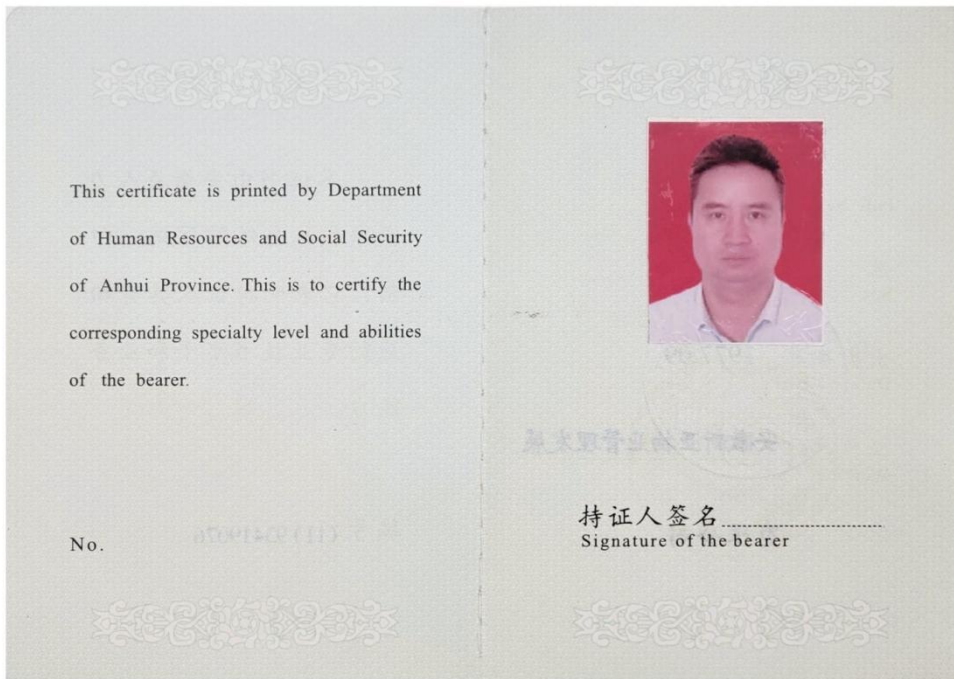 This certificate is printed by Department
of Human Resources and Social Security
of Anhui Province. This is to certify the
corresponding specialty level and abilities
of the bearer.
No.
持证人签名
Signature of the bearer